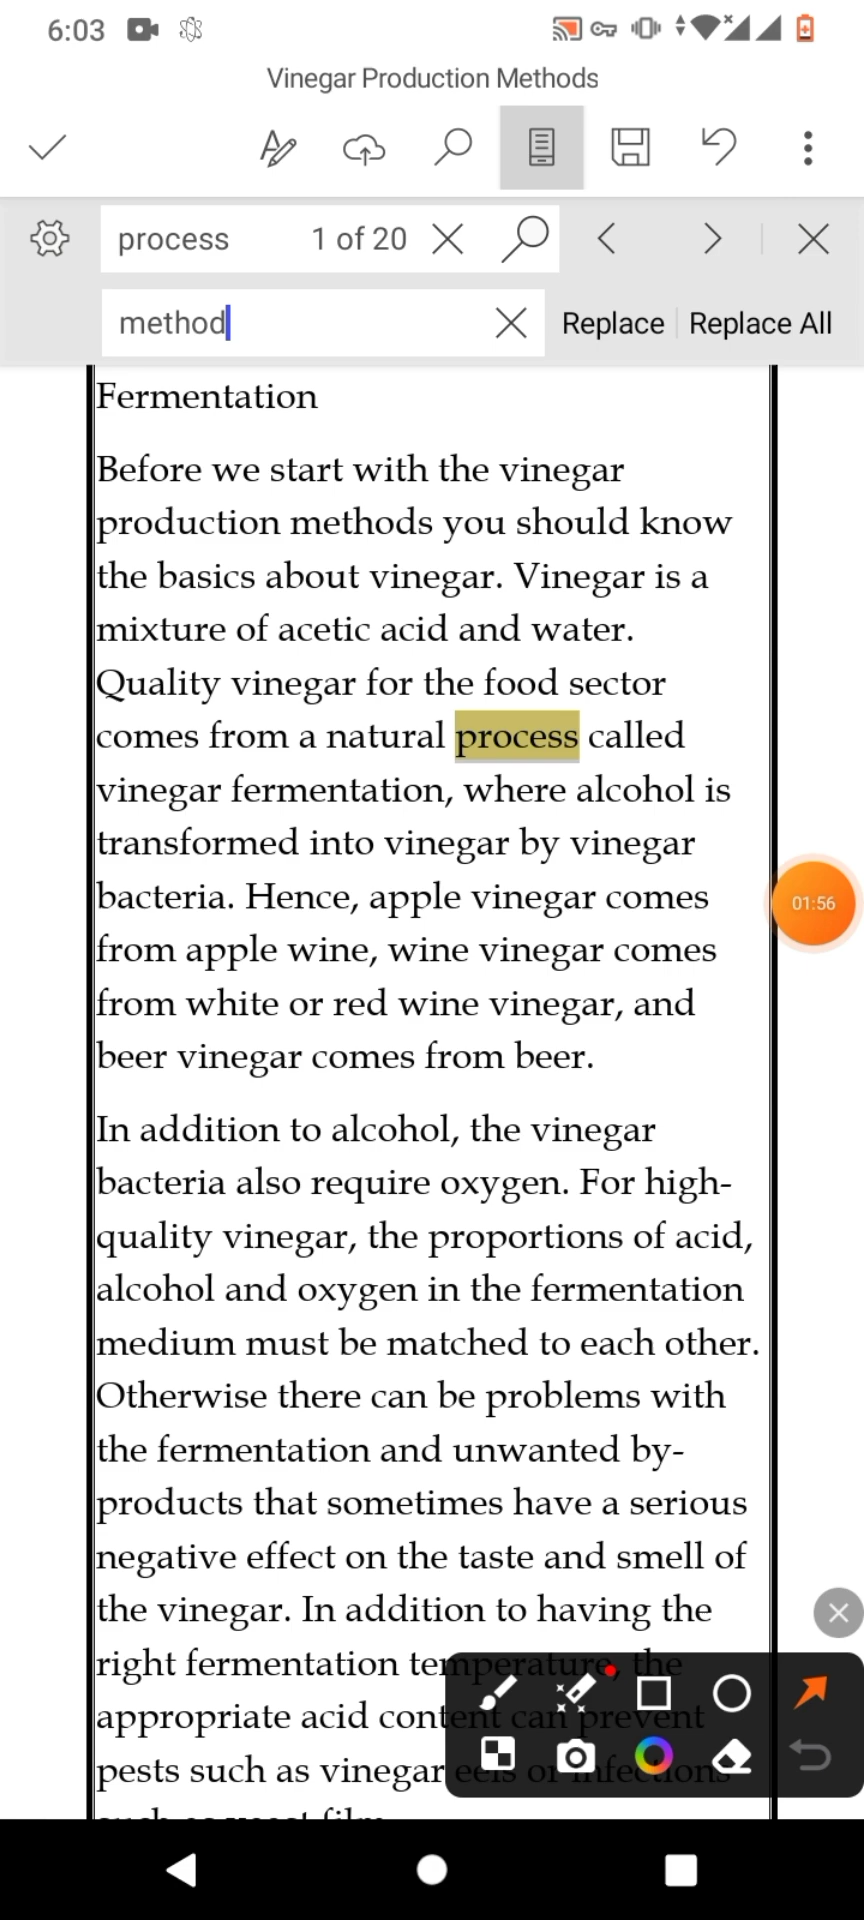 6:03
Vinegar Production Methods
process 1 of 20
method Replace Replace All
Fermentation
Before we start with the vinegar
production methods you should know
the basics about vinegar. Vinegar is a
mixture of acetic acid and water.
Quality vinegar for the food sector
comes from a natural process called
vinegar fermentation, where alcohol is
transformed into vinegar by vinegar
bacteria. Hence, apple vinegar comes
01:56
from apple wine, wine vinegar comes
from white or red wine vinegar, and
beer vinegar comes from beer.
In addition to alcohol, the vinegar
bacteria also require oxygen. For high-
quality vinegar, the proportions of acid,
alcohol and oxygen in the fermentation
medium must be matched to each other.
Otherwise there can be problems with
the fermentation and unwanted by-
products that sometimes have a serious
negative effect on the taste and smell of
the vinegar. In addition to having the
right fermentation temperature, the
appropriate acid content can prevent
pests such as vinegar eels or infections
such as yeast film